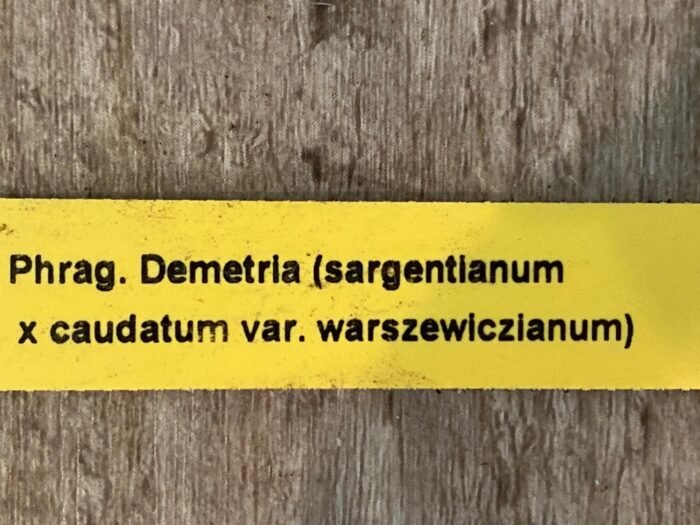 Phrag. Demetria (sargentianum
x caudatum var. warszewiczianum)